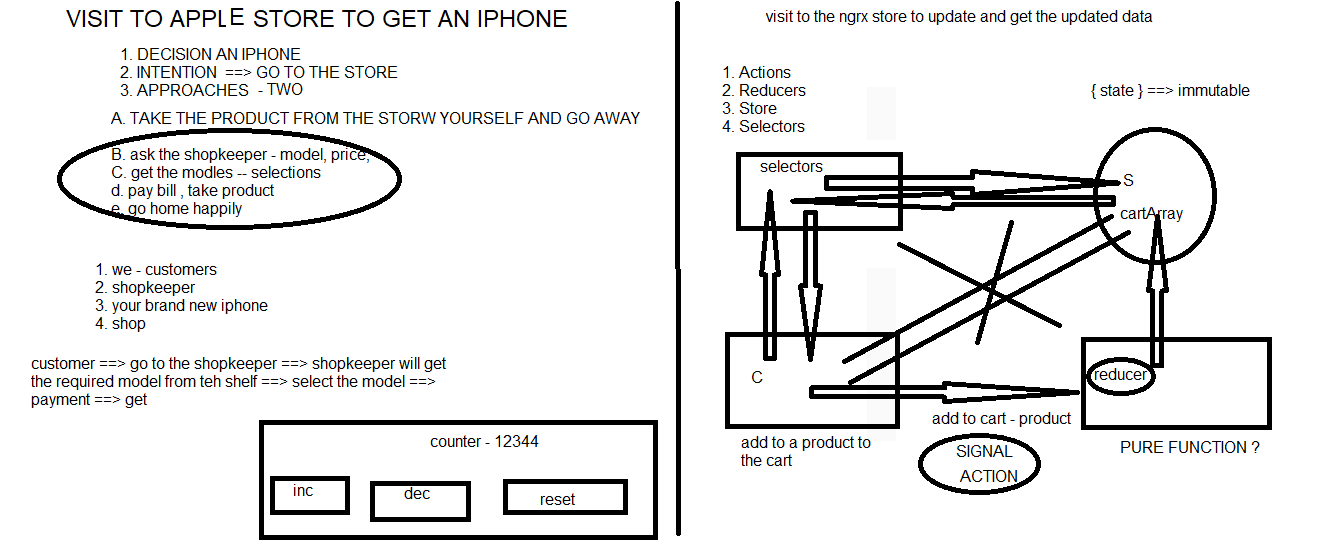 VISIT TO APPLE STORE TO GET AN IPHONE
1. DECISION AN IPHONE
2. INTENTION ==> GO TO THE STORE
3. APPROACHES - TWO
A. TAKE THE PRODUCT FROM THE STORW YOURSELF AND GO AWAY
B. ask the shopkeeper - model, price,
C. get the modles -- selections
d. pay bill , take product
e. go home happily
1. we - customers
2. shopkeeper
3. your brand new iphone
4. shop
customer ==> go to the shopkeeper ==> shopkeeper will get
the required model from teh shelf ==> select the model ==>
payment ==> get
counter - 12344
inc
dec
reset
visit to the ngrx store to update and get the updated data
1. Actions
2. Reducers
3. Store
4. Selectors
{ state } ==> immutable
selectors
S
cartArray
C
reducer
add to cart - product
add to a product to
the cart
SIGNAL
ACTION
PURE FUNCTION ?